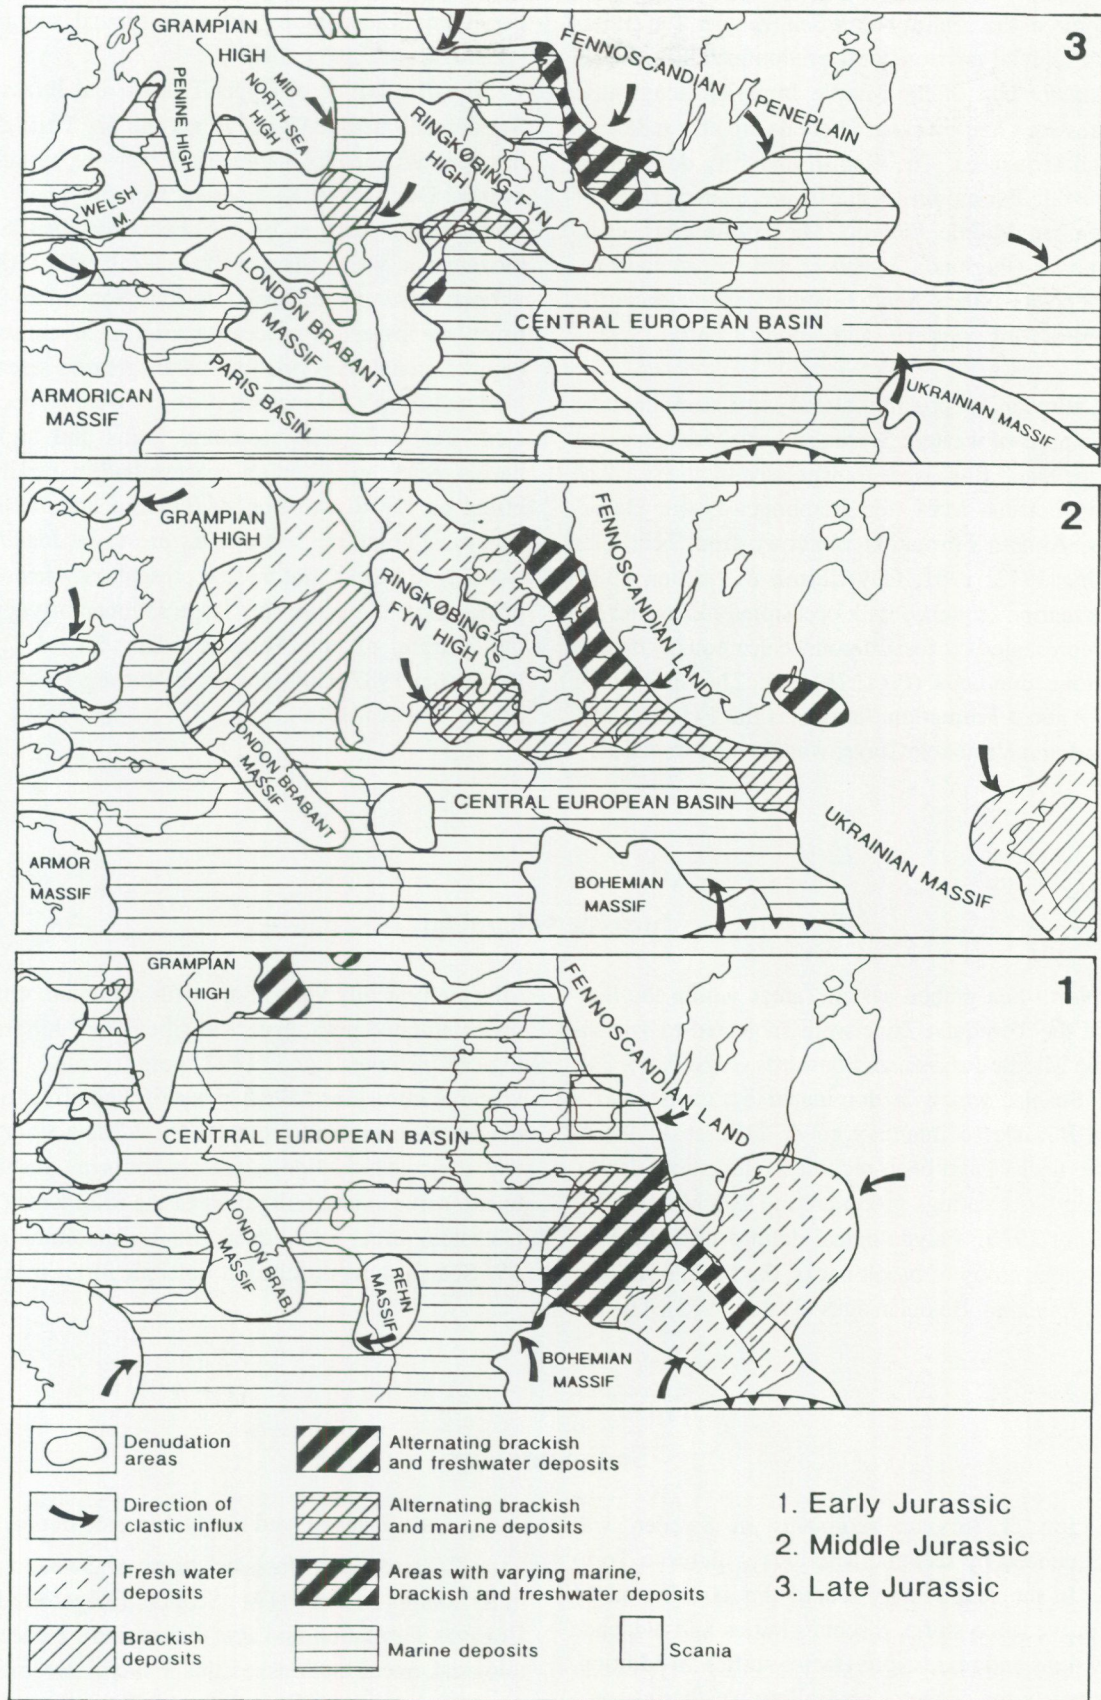 3
GRAMPIAN
HIGH
PENINE HIGH
MID
NORTH SEA
HIGH
WELSH
M.
RINGKØBING-FYN
HIGH
FENNOSCANDIAN
PENEPLAIN
LONDON BRABANT
MASSIF
CENTRAL EUROPEAN BASIN
PARIS BASIN
ARMORICAN
MASSIF
UKRAINIAN MASSIF
2
GRAMPIAN
HIGH
RINGKØBING-
FYN HIGH
FENNOSCANDIAN LAND
LONDON BRABANT
MASSIF
CENTRAL EUROPEAN BASIN
UKRAINIAN MASSIF
ARMOR
MASSIF
BOHEMIAN
MASSIF
1
GRAMPIAN
HIGH
FENNOSCANDIAN LAND
CENTRAL EUROPEAN BASIN
LONDON BRAB.
MASSIF
REHN
MASSIF
BOHEMIAN
MASSIF
Denudation
areas
Direction of
clastic influx
Fresh water
deposits
Brackish
deposits
Alternating brackish
and freshwater deposits
Alternating brackish
and marine deposits
Areas with varying marine,
brackish and freshwater deposits
Marine deposits
Scania
1. Early Jurassic
2. Middle Jurassic
3. Late Jurassic